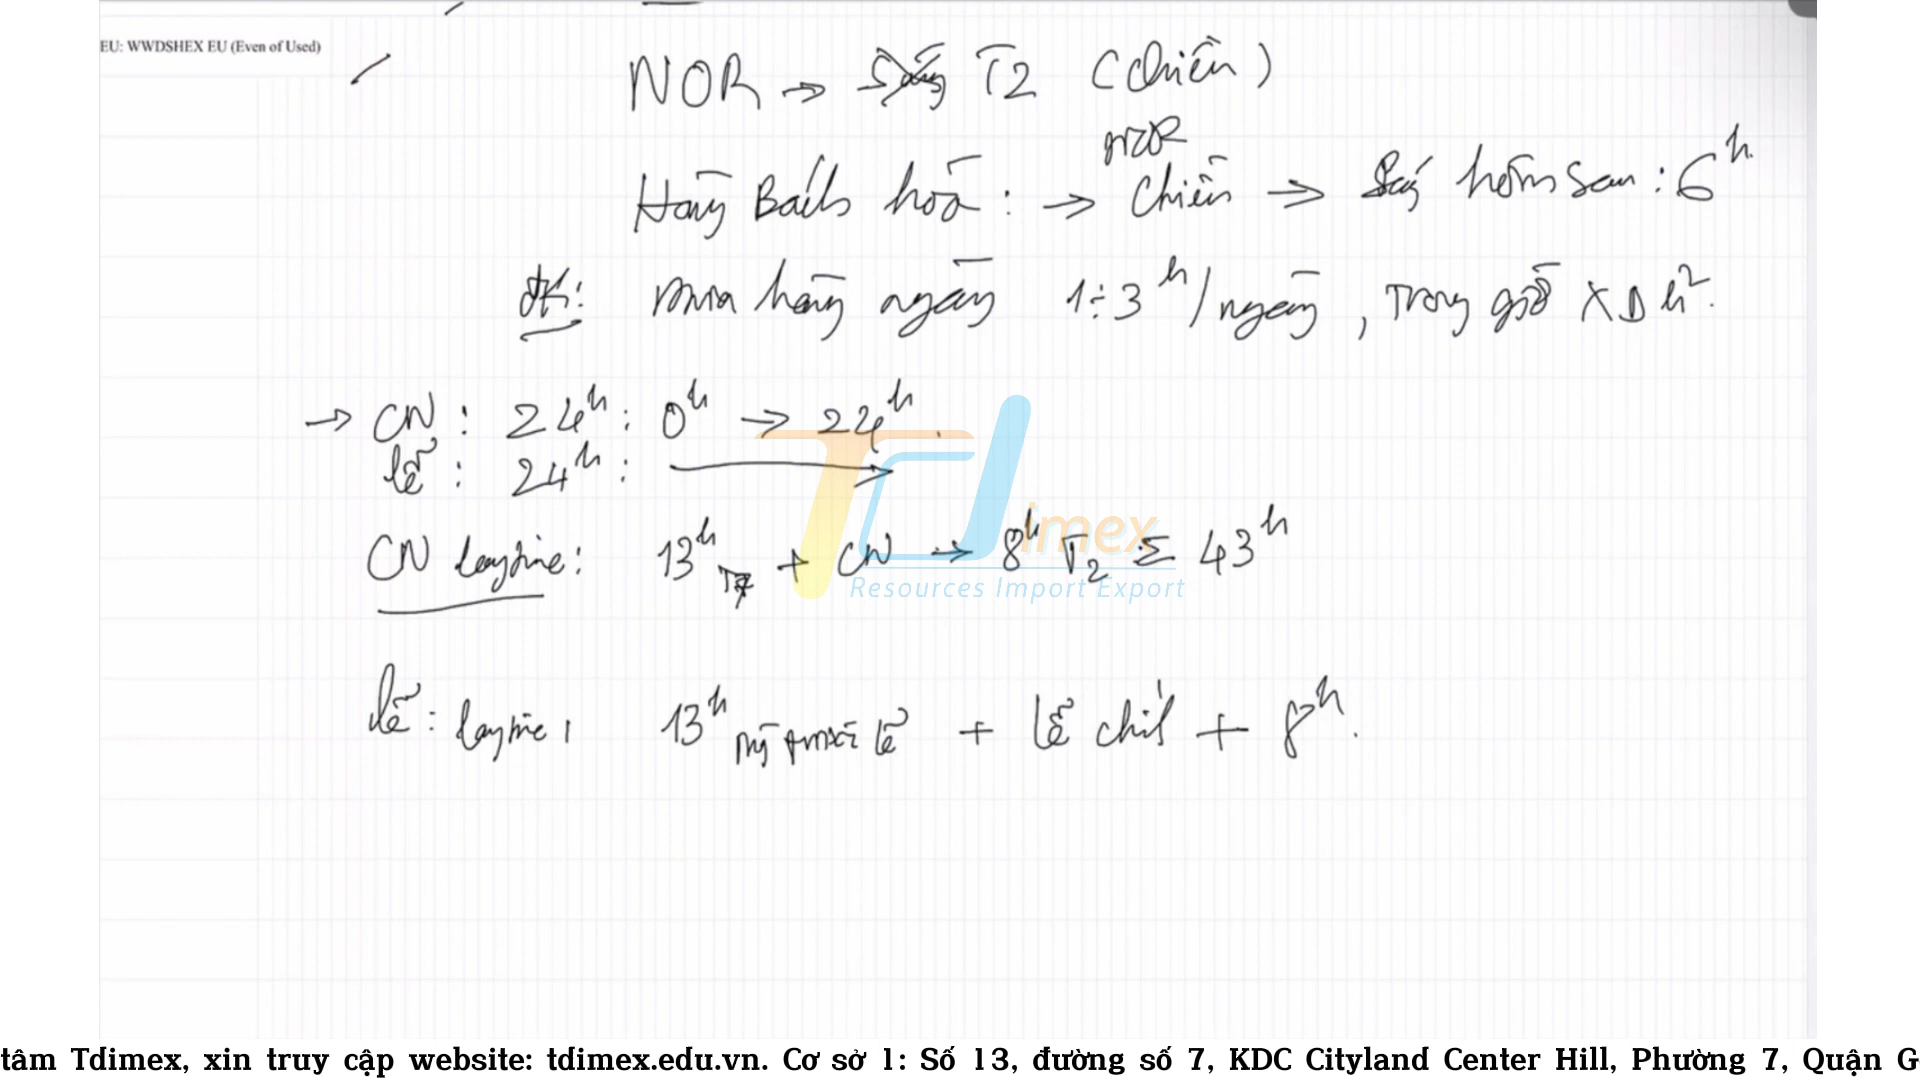 EU: WWDSHEX EU (Even of Used)
NOR → Sáng T2 (Chiều)
NOR
Hàng Bách hóa : → Chiều → Sáng hôm sau : 6h
ĐK: mưa hàng ngày 1÷3h/ngày, trong giờ XD h2.
→ CN : 24h : 0h → 24h.
lễ : 24h :
CN laytime: 13h T7 + CN → 8h T2 Σ 43h
lễ : laytime : 13h lễ + lễ chính + 8h.
Timex
Resources Import Export
tâm Tdimex, xin truy cập website: tdimex.edu.vn. Cơ sở 1: Số 13, đường số 7, KDC Cityland Center Hill, Phường 7, Quận G